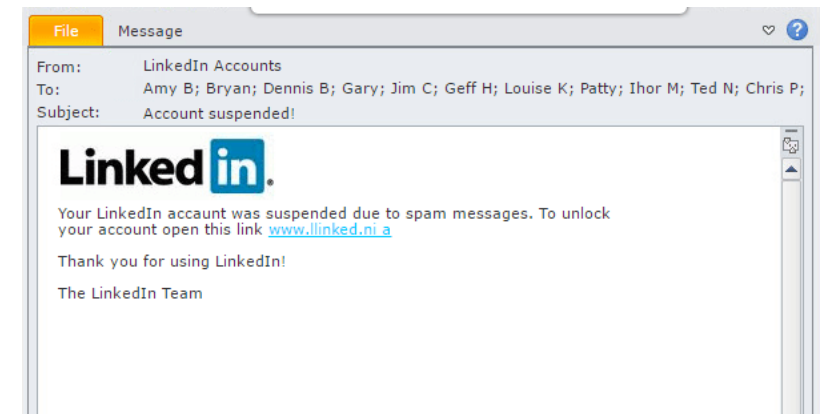 File Message
From: LinkedIn Accounts
To: Amy B; Bryan; Dennis B; Gary; Jim C; Geff H; Louise K; Patty; Ihor M; Ted N; Chris P;
Subject: Account suspended!
Linked in.
Your LinkedIn accaunt was suspended due to spam messages. To unlock
your account open this link www.llinked.ni a
Thank you for using LinkedIn!
The LinkedIn Team